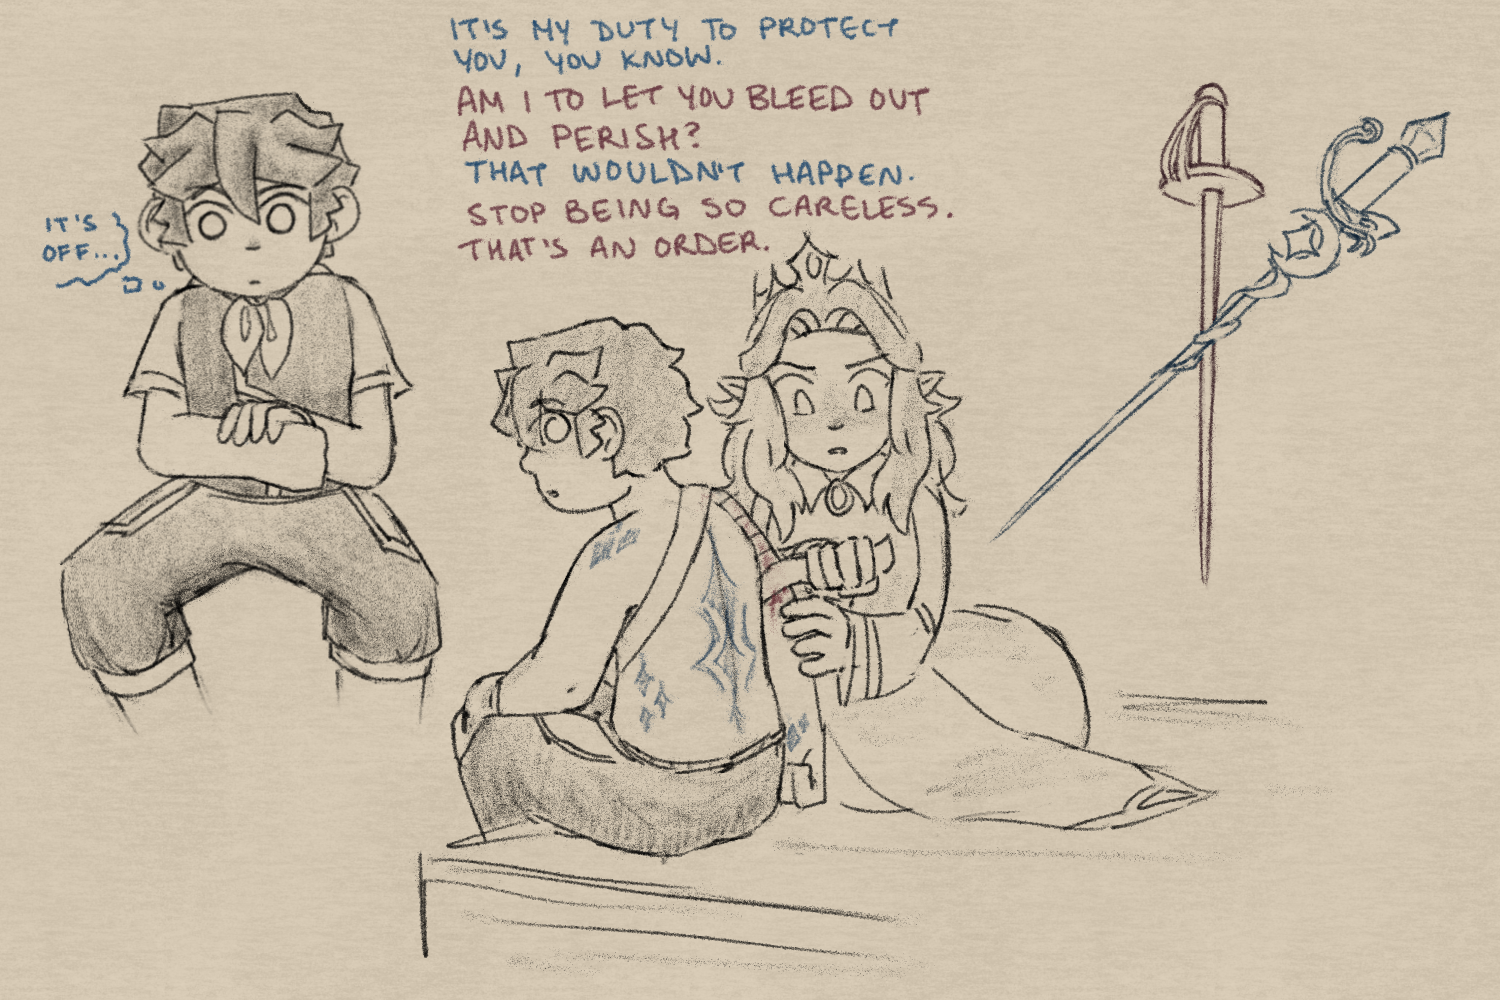 IT'S MY DUTY TO PROTECT
YOU, YOU KNOW.
AM I TO LET YOU BLEED OUT
AND PERISH?
THAT WOULDN'T HAPPEN.
STOP BEING SO CARELESS.
THAT'S AN ORDER.
IT'S
OFF...